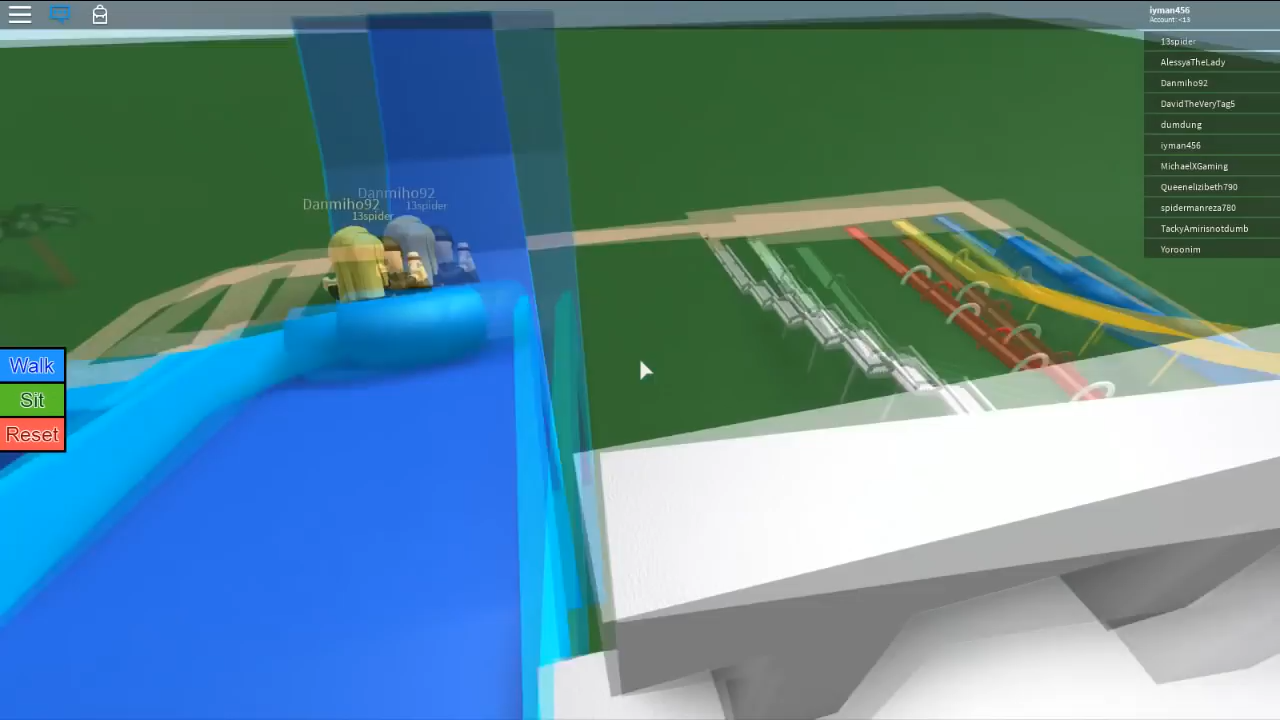 iyman456
Account: <13
13spider
AlessyaTheLady
Danmiho92
DavidTheVeryTag5
dumdung
iyman456
MichaelXGaming
Queenelizibeth790
spidermanreza780
TackyAmirisnotdumb
Yoroonim
Danmiho92
13spider
Danmiho92
13spider
Walk
Sit
Reset